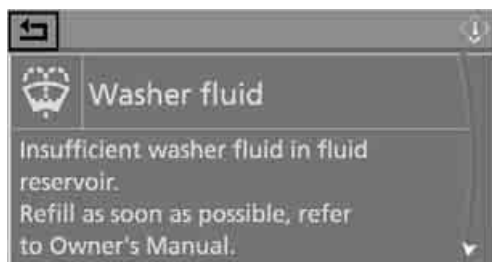 Washer fluid
Insufficient washer fluid in fluid
reservoir.
Refill as soon as possible, refer
to Owner's Manual.